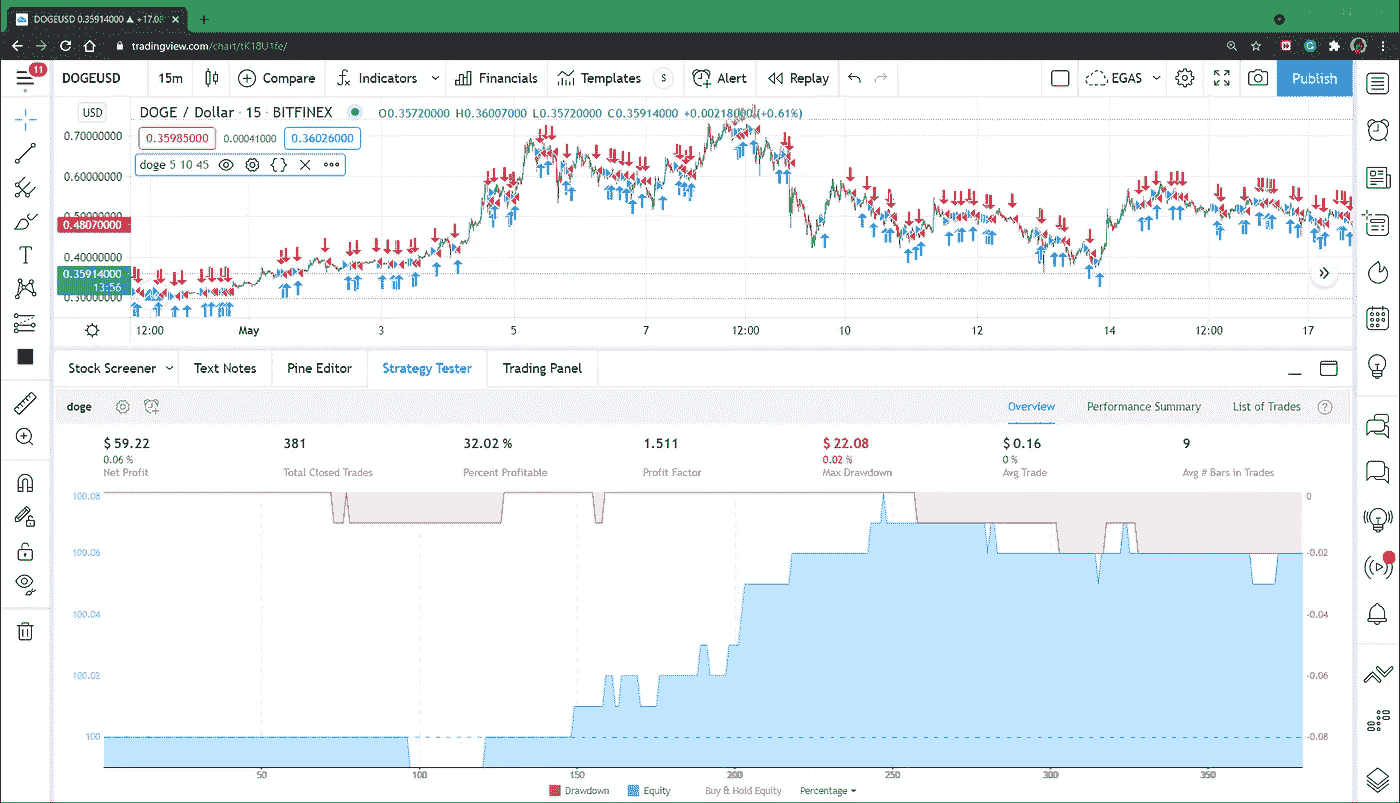 DOGEUSD 0.35914000 ▲ +17.08
tradingview.com/chart/tK18U1fe/
11
DOGEUSD 15m Compare Indicators Financials Templates S Alert Replay EGAS Publish
USD DOGE / Dollar · 15 · BITFINEX O0.35720000 H0.36007000 L0.35720000 C0.35914000 +0.00218000 (+0.61%)
0.70000000
0.35985000 0.00041000 0.36026000
doge 5 10 45
0.60000000
0.50000000
0.48070000
0.40000000
0.35914000
13:56
0.30000000
12:00 May 3 5 7 12:00 10 12 14 12:00 17
Stock Screener Text Notes Pine Editor Strategy Tester Trading Panel
doge Overview Performance Summary List of Trades ?
$ 59.22 381 32.02 % 1.511 $ 22.08 $ 0.16 9
0.06 % 0.02 % 0 %
Net Profit Total Closed Trades Percent Profitable Profit Factor Max Drawdown Avg Trade Avg # Bars in Trades
100.08 0
100.06 -0.02
100.04 -0.04
100.02 -0.06
100 -0.08
50 100 150 200 250 300 350
Drawdown Equity Buy & Hold Equity Percentage